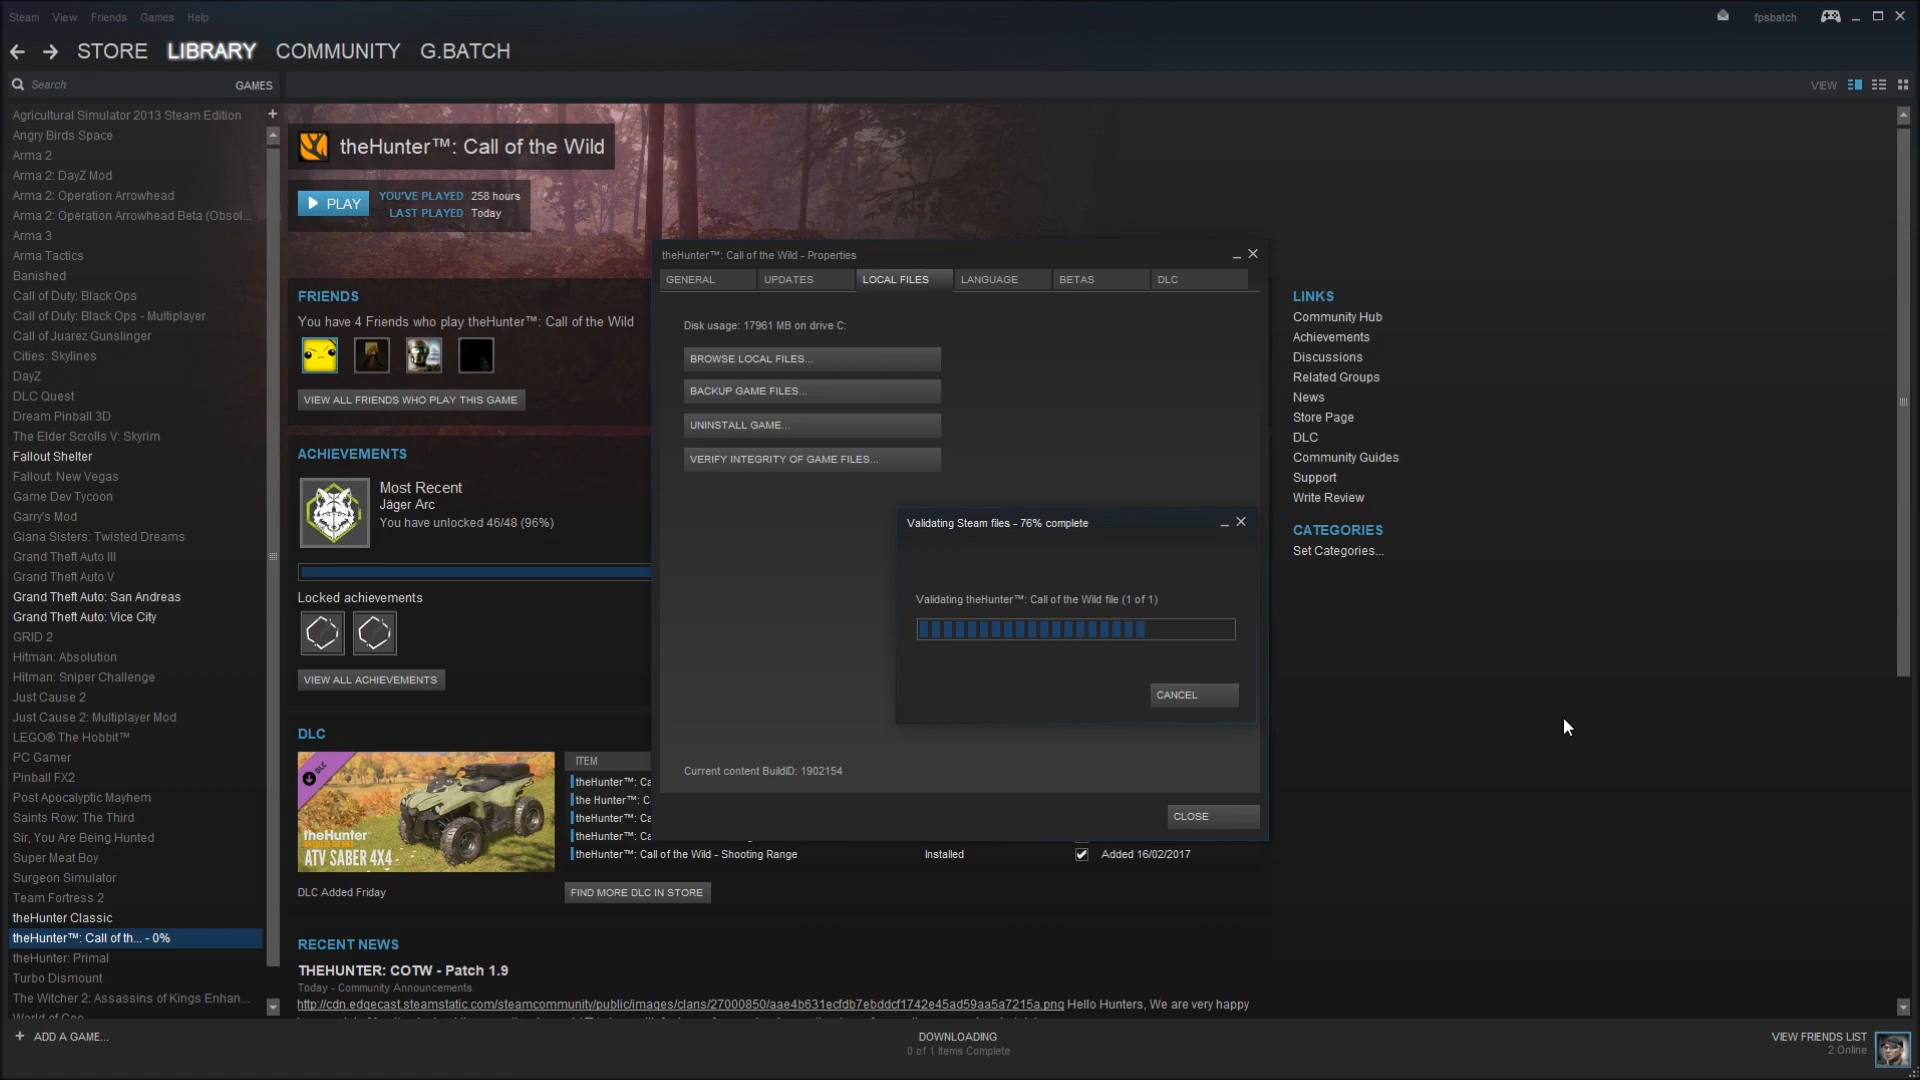 Steam View Friends Games Help
fpsbatch
STORE LIBRARY COMMUNITY G.BATCH
Search GAMES
VIEW
Agricultural Simulator 2013 Steam Edition
Angry Birds Space
Arma 2
Arma 2: DayZ Mod
Arma 2: Operation Arrowhead
Arma 2: Operation Arrowhead Beta (Obsol...
Arma 3
Arma Tactics
Banished
Call of Duty: Black Ops
Call of Duty: Black Ops - Multiplayer
Call of Juarez Gunslinger
Cities: Skylines
DayZ
DLC Quest
Dream Pinball 3D
The Elder Scrolls V: Skyrim
Fallout Shelter
Fallout: New Vegas
Game Dev Tycoon
Garry's Mod
Giana Sisters: Twisted Dreams
Grand Theft Auto III
Grand Theft Auto V
Grand Theft Auto: San Andreas
Grand Theft Auto: Vice City
GRID 2
Hitman: Absolution
Hitman: Sniper Challenge
Just Cause 2
Just Cause 2: Multiplayer Mod
LEGO® The Hobbit™
PC Gamer
Pinball FX2
Post Apocalyptic Mayhem
Saints Row: The Third
Sir, You Are Being Hunted
Super Meat Boy
Surgeon Simulator
Team Fortress 2
theHunter Classic
theHunter™: Call of th... - 0%
theHunter: Primal
Turbo Dismount
The Witcher 2: Assassins of Kings Enhan...
World of Goo
+ ADD A GAME...
theHunter™: Call of the Wild
PLAY
YOU'VE PLAYED 258 hours
LAST PLAYED Today
FRIENDS
You have 4 Friends who play theHunter™: Call of the Wild
VIEW ALL FRIENDS WHO PLAY THIS GAME
ACHIEVEMENTS
Most Recent
Jäger Arc
You have unlocked 46/48 (96%)
Locked achievements
VIEW ALL ACHIEVEMENTS
DLC
DLC
theHunter
ATV SABER 4X4
DLC Added Friday
ITEM
theHunter™: Ca
the Hunter™: C
theHunter™: Ca
theHunter™: Ca
theHunter™: Call of the Wild - Shooting Range Installed Added 16/02/2017
FIND MORE DLC IN STORE
RECENT NEWS
THEHUNTER: COTW - Patch 1.9
Today - Community Announcements
http://cdn.edgecast.steamstatic.com/steamcommunity/public/images/clans/27000850/aae4b631ecfdb7ebddcf1742e45ad59aa5a7215a.png Hello Hunters, We are very happy
theHunter™: Call of the Wild - Properties
GENERAL UPDATES LOCAL FILES LANGUAGE BETAS DLC
Disk usage: 17961 MB on drive C:
BROWSE LOCAL FILES...
BACKUP GAME FILES...
UNINSTALL GAME...
VERIFY INTEGRITY OF GAME FILES...
Validating Steam files - 76% complete
Validating theHunter™: Call of the Wild file (1 of 1)
CANCEL
Current content BuildID: 1902154
CLOSE
LINKS
Community Hub
Achievements
Discussions
Related Groups
News
Store Page
DLC
Community Guides
Support
Write Review
CATEGORIES
Set Categories...
DOWNLOADING
0 of 1 Items Complete
VIEW FRIENDS LIST
2 Online